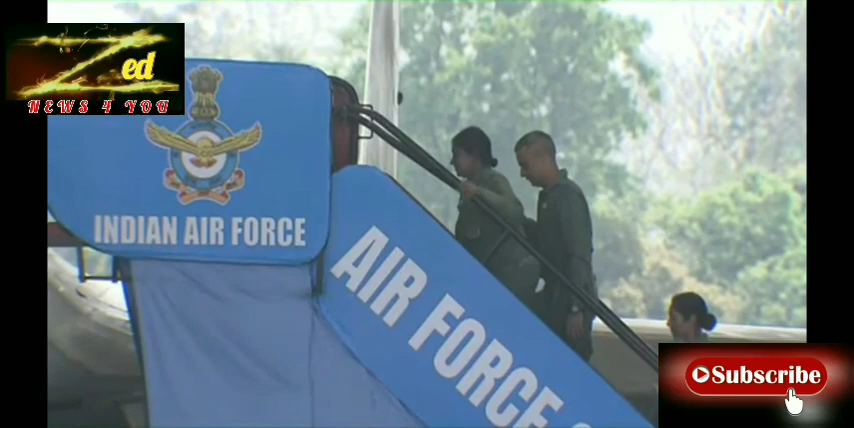 Zed
NEWS 4 YOU
INDIAN AIR FORCE
AIR FORCE
Subscribe